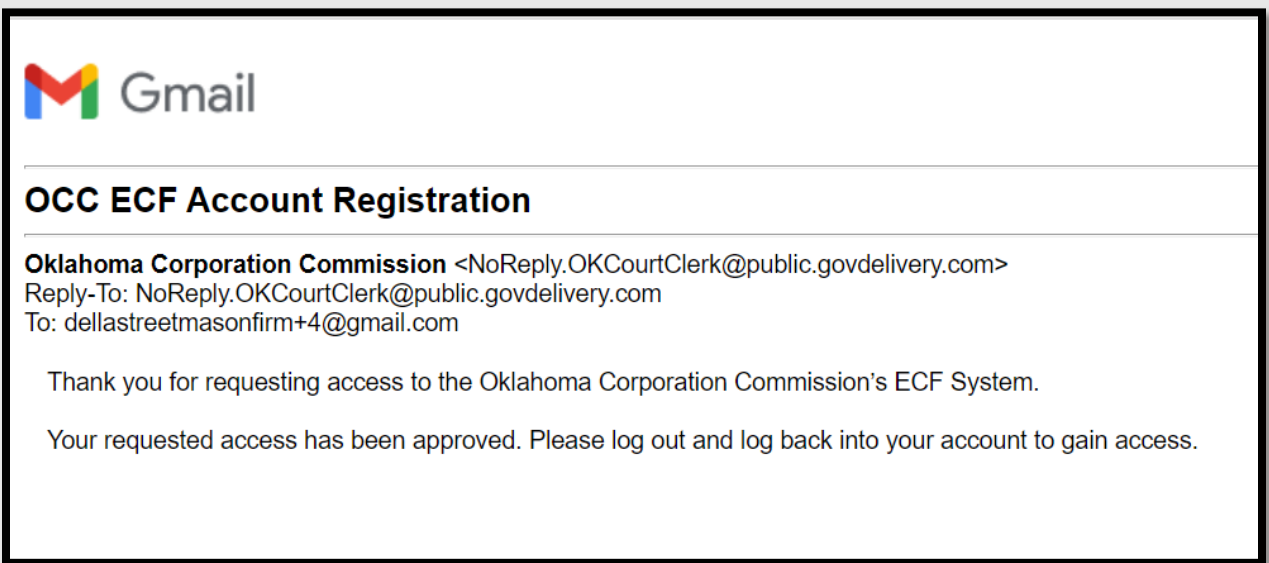 Gmail
OCC ECF Account Registration
Oklahoma Corporation Commission <NoReply.OKCourtClerk@public.govdelivery.com>
Reply-To: NoReply.OKCourtClerk@public.govdelivery.com
To: dellastreetmasonfirm+4@gmail.com
Thank you for requesting access to the Oklahoma Corporation Commission’s ECF System.
Your requested access has been approved. Please log out and log back into your account to gain access.